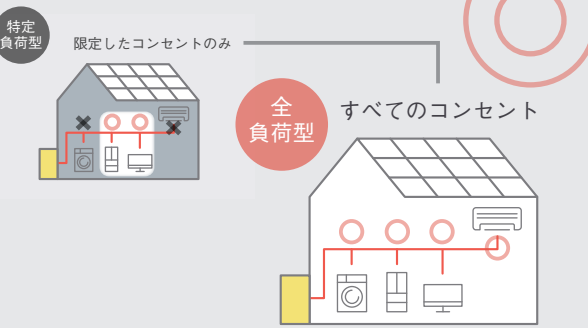 特定
負荷型
限定したコンセントのみ
全
負荷型
すべてのコンセント